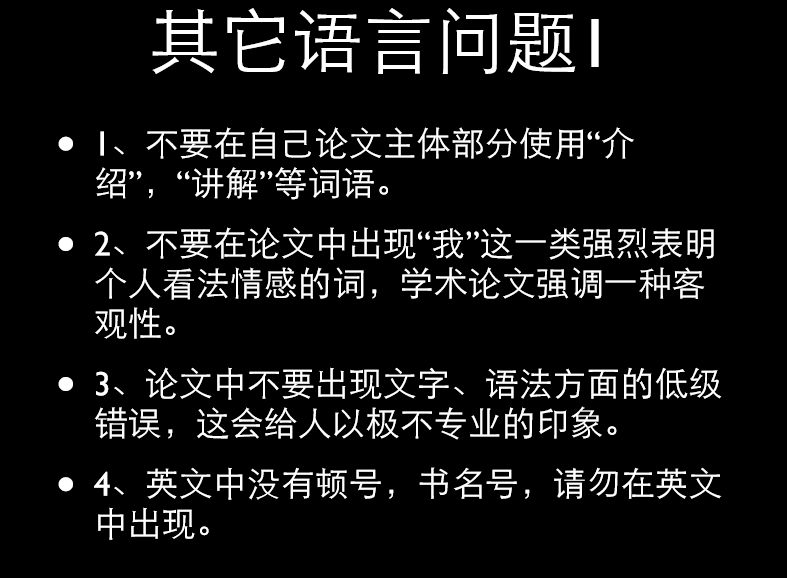 其它语言问题1
• 1、不要在自己论文主体部分使用“介
绍”，“讲解”等词语。
• 2、不要在论文中出现“我”这一类强烈表明
个人看法情感的词，学术论文强调一种客
观性。
• 3、论文中不要出现文字、语法方面的低级
错误，这会给人以极不专业的印象。
• 4、英文中没有顿号，书名号，请勿在英文
中出现。